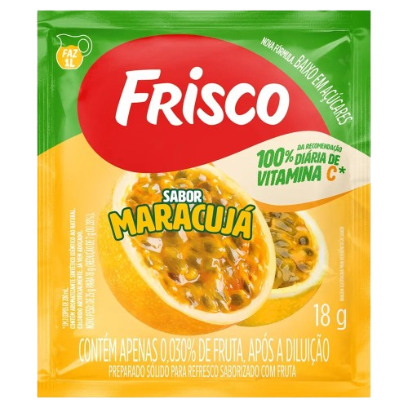 FAZ
1L
NOVA FÓRMULA: BAIXO EM AÇÚCARES
FRISCO
100% DA RECOMENDAÇÃO
DIÁRIA DE
VITAMINA C*
SABOR
MARACUJÁ
18 g
CONTÉM APENAS 0,030% DE FRUTA, APÓS A DILUIÇÃO
PREPARADO SÓLIDO PARA REFRESCO SABORIZADO COM FRUTA